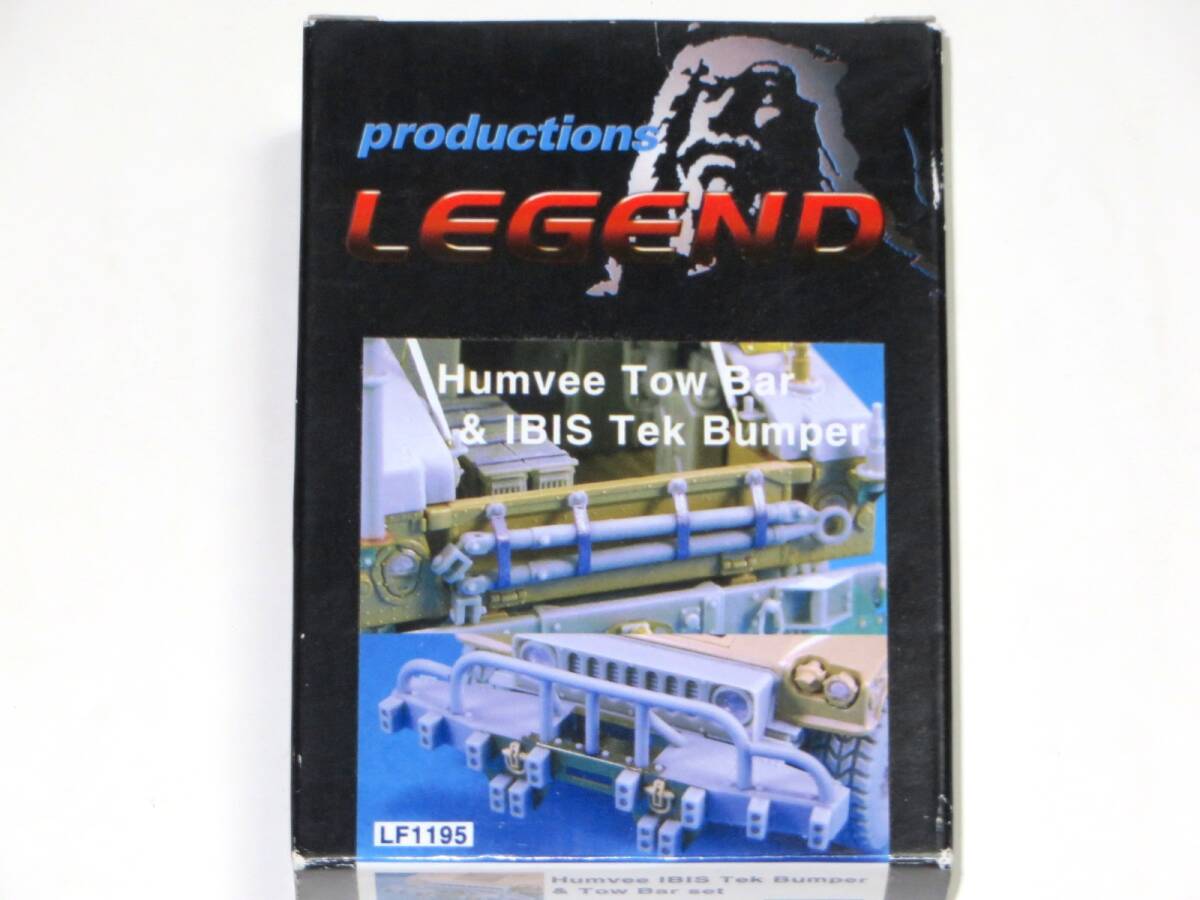 productions
LEGEND
Humvee Tow Bar
& IBIS Tek Bumper
LF1195
Humvee IBIS Tek Bumper
& Tow Bar set